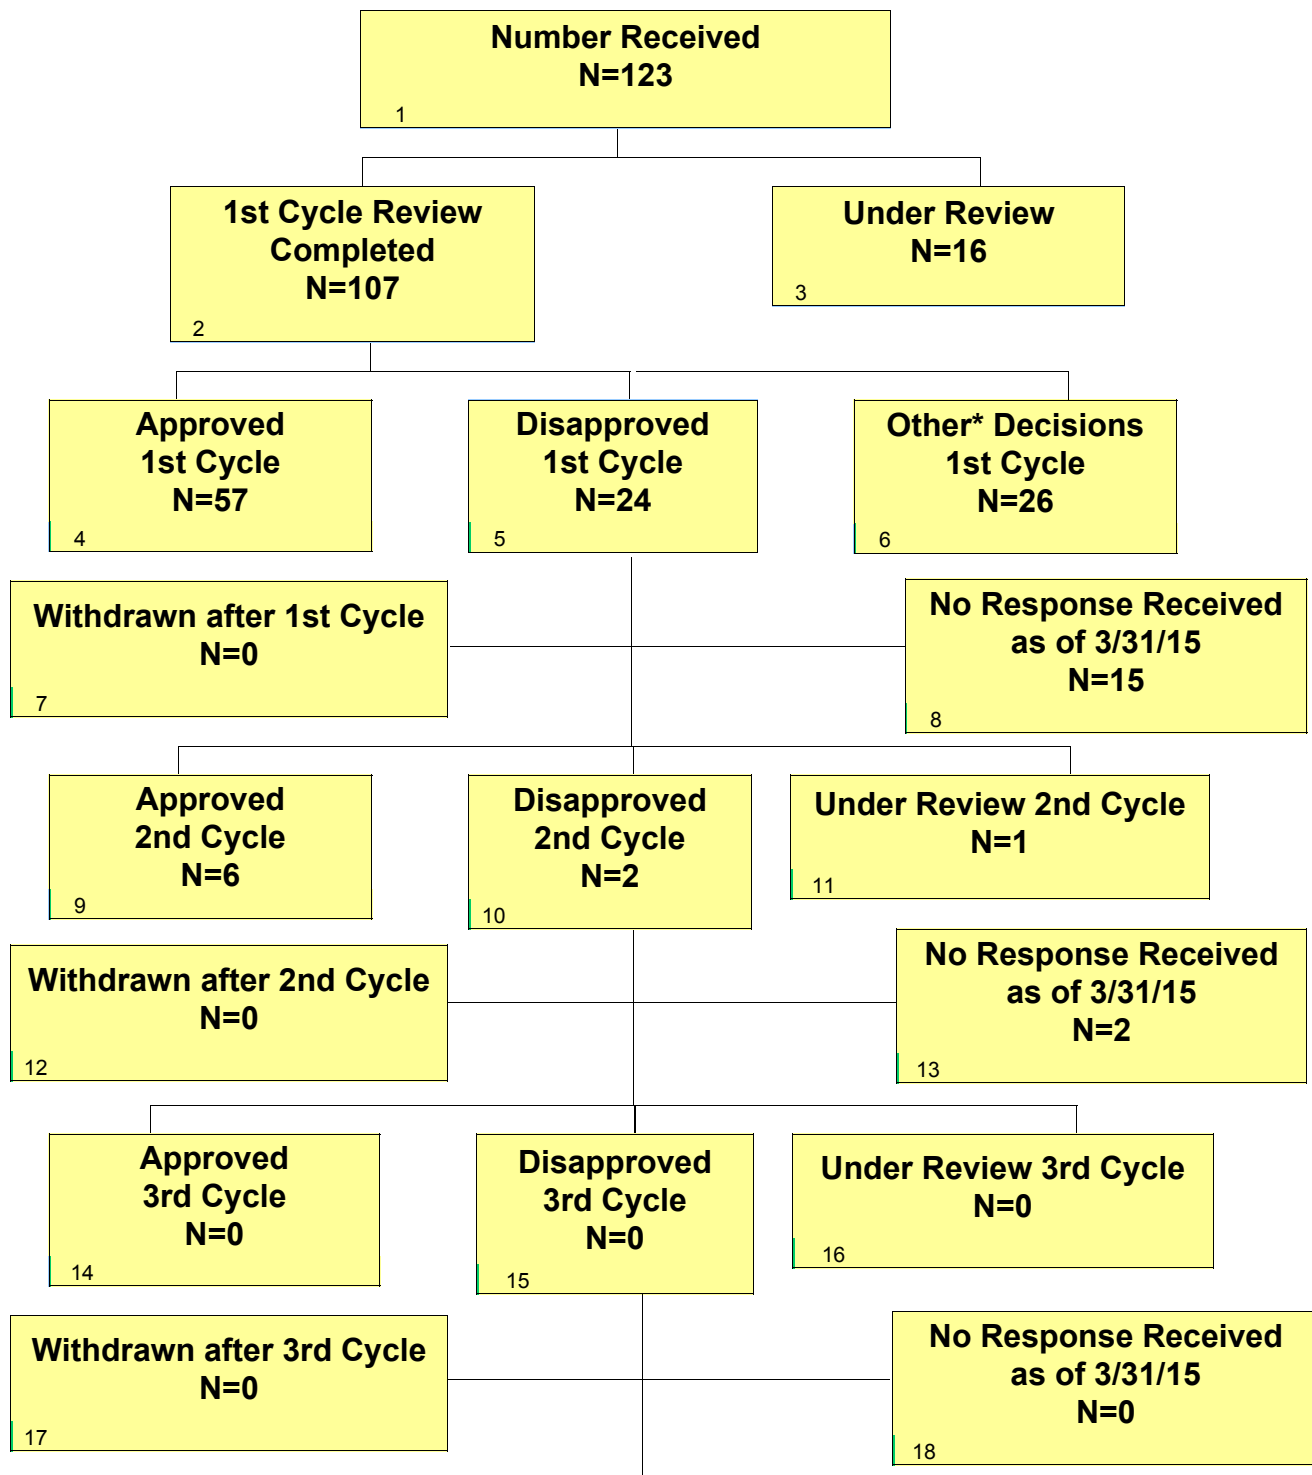 Number Received
N=123
1
1st Cycle Review
Completed
N=107
2
Under Review
N=16
3
Approved
1st Cycle
N=57
4
Disapproved
1st Cycle
N=24
5
Other* Decisions
1st Cycle
N=26
6
Withdrawn after 1st Cycle
N=0
7
No Response Received
as of 3/31/15
N=15
8
Approved
2nd Cycle
N=6
9
Disapproved
2nd Cycle
N=2
10
Under Review 2nd Cycle
N=1
11
Withdrawn after 2nd Cycle
N=0
12
No Response Received
as of 3/31/15
N=2
13
Approved
3rd Cycle
N=0
14
Disapproved
3rd Cycle
N=0
15
Under Review 3rd Cycle
N=0
16
Withdrawn after 3rd Cycle
N=0
17
No Response Received
as of 3/31/15
N=0
18